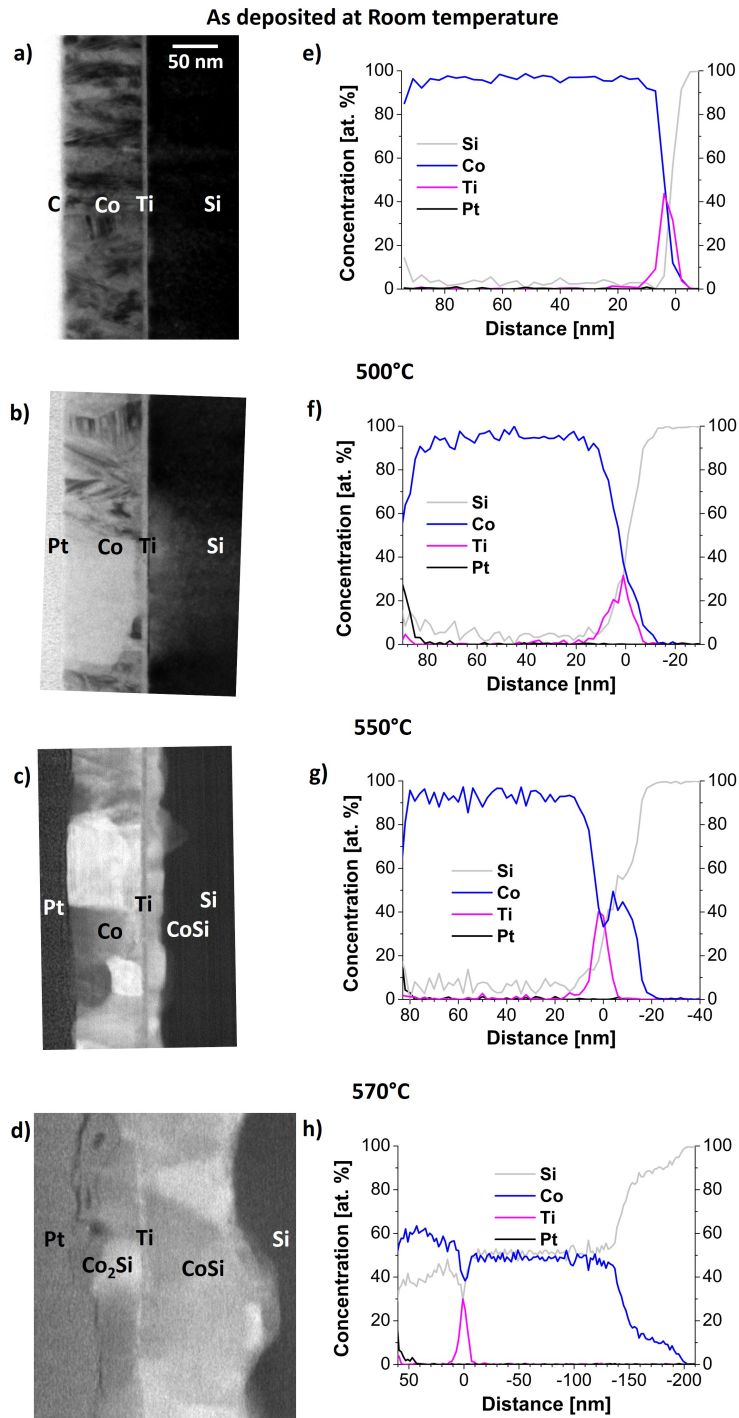 As deposited at Room temperature
a)
50 nm
C Co Ti Si
e)
100 100
80 80
60 60
40 40
20 20
0 0
80 60 40 20 0
Concentration [at. %]
Distance [nm]
Si
Co
Ti
Pt
500°C
b)
Pt Co Ti Si
f)
100 100
80 80
60 60
40 40
20 20
0 0
80 60 40 20 0 -20
Concentration [at. %]
Distance [nm]
Si
Co
Ti
Pt
550°C
c)
Pt Co Ti Si
CoSi
g)
100 100
80 80
60 60
40 40
20 20
0 0
80 60 40 20 0 -20 -40
Concentration [at. %]
Distance [nm]
Si
Co
Ti
Pt
570°C
d)
Pt Ti Si
Co₂Si CoSi
h)
100 100
80 80
60 60
40 40
20 20
0 0
50 0 -50 -100 -150 -200
Concentration [at. %]
Distance [nm]
Si
Co
Ti
Pt